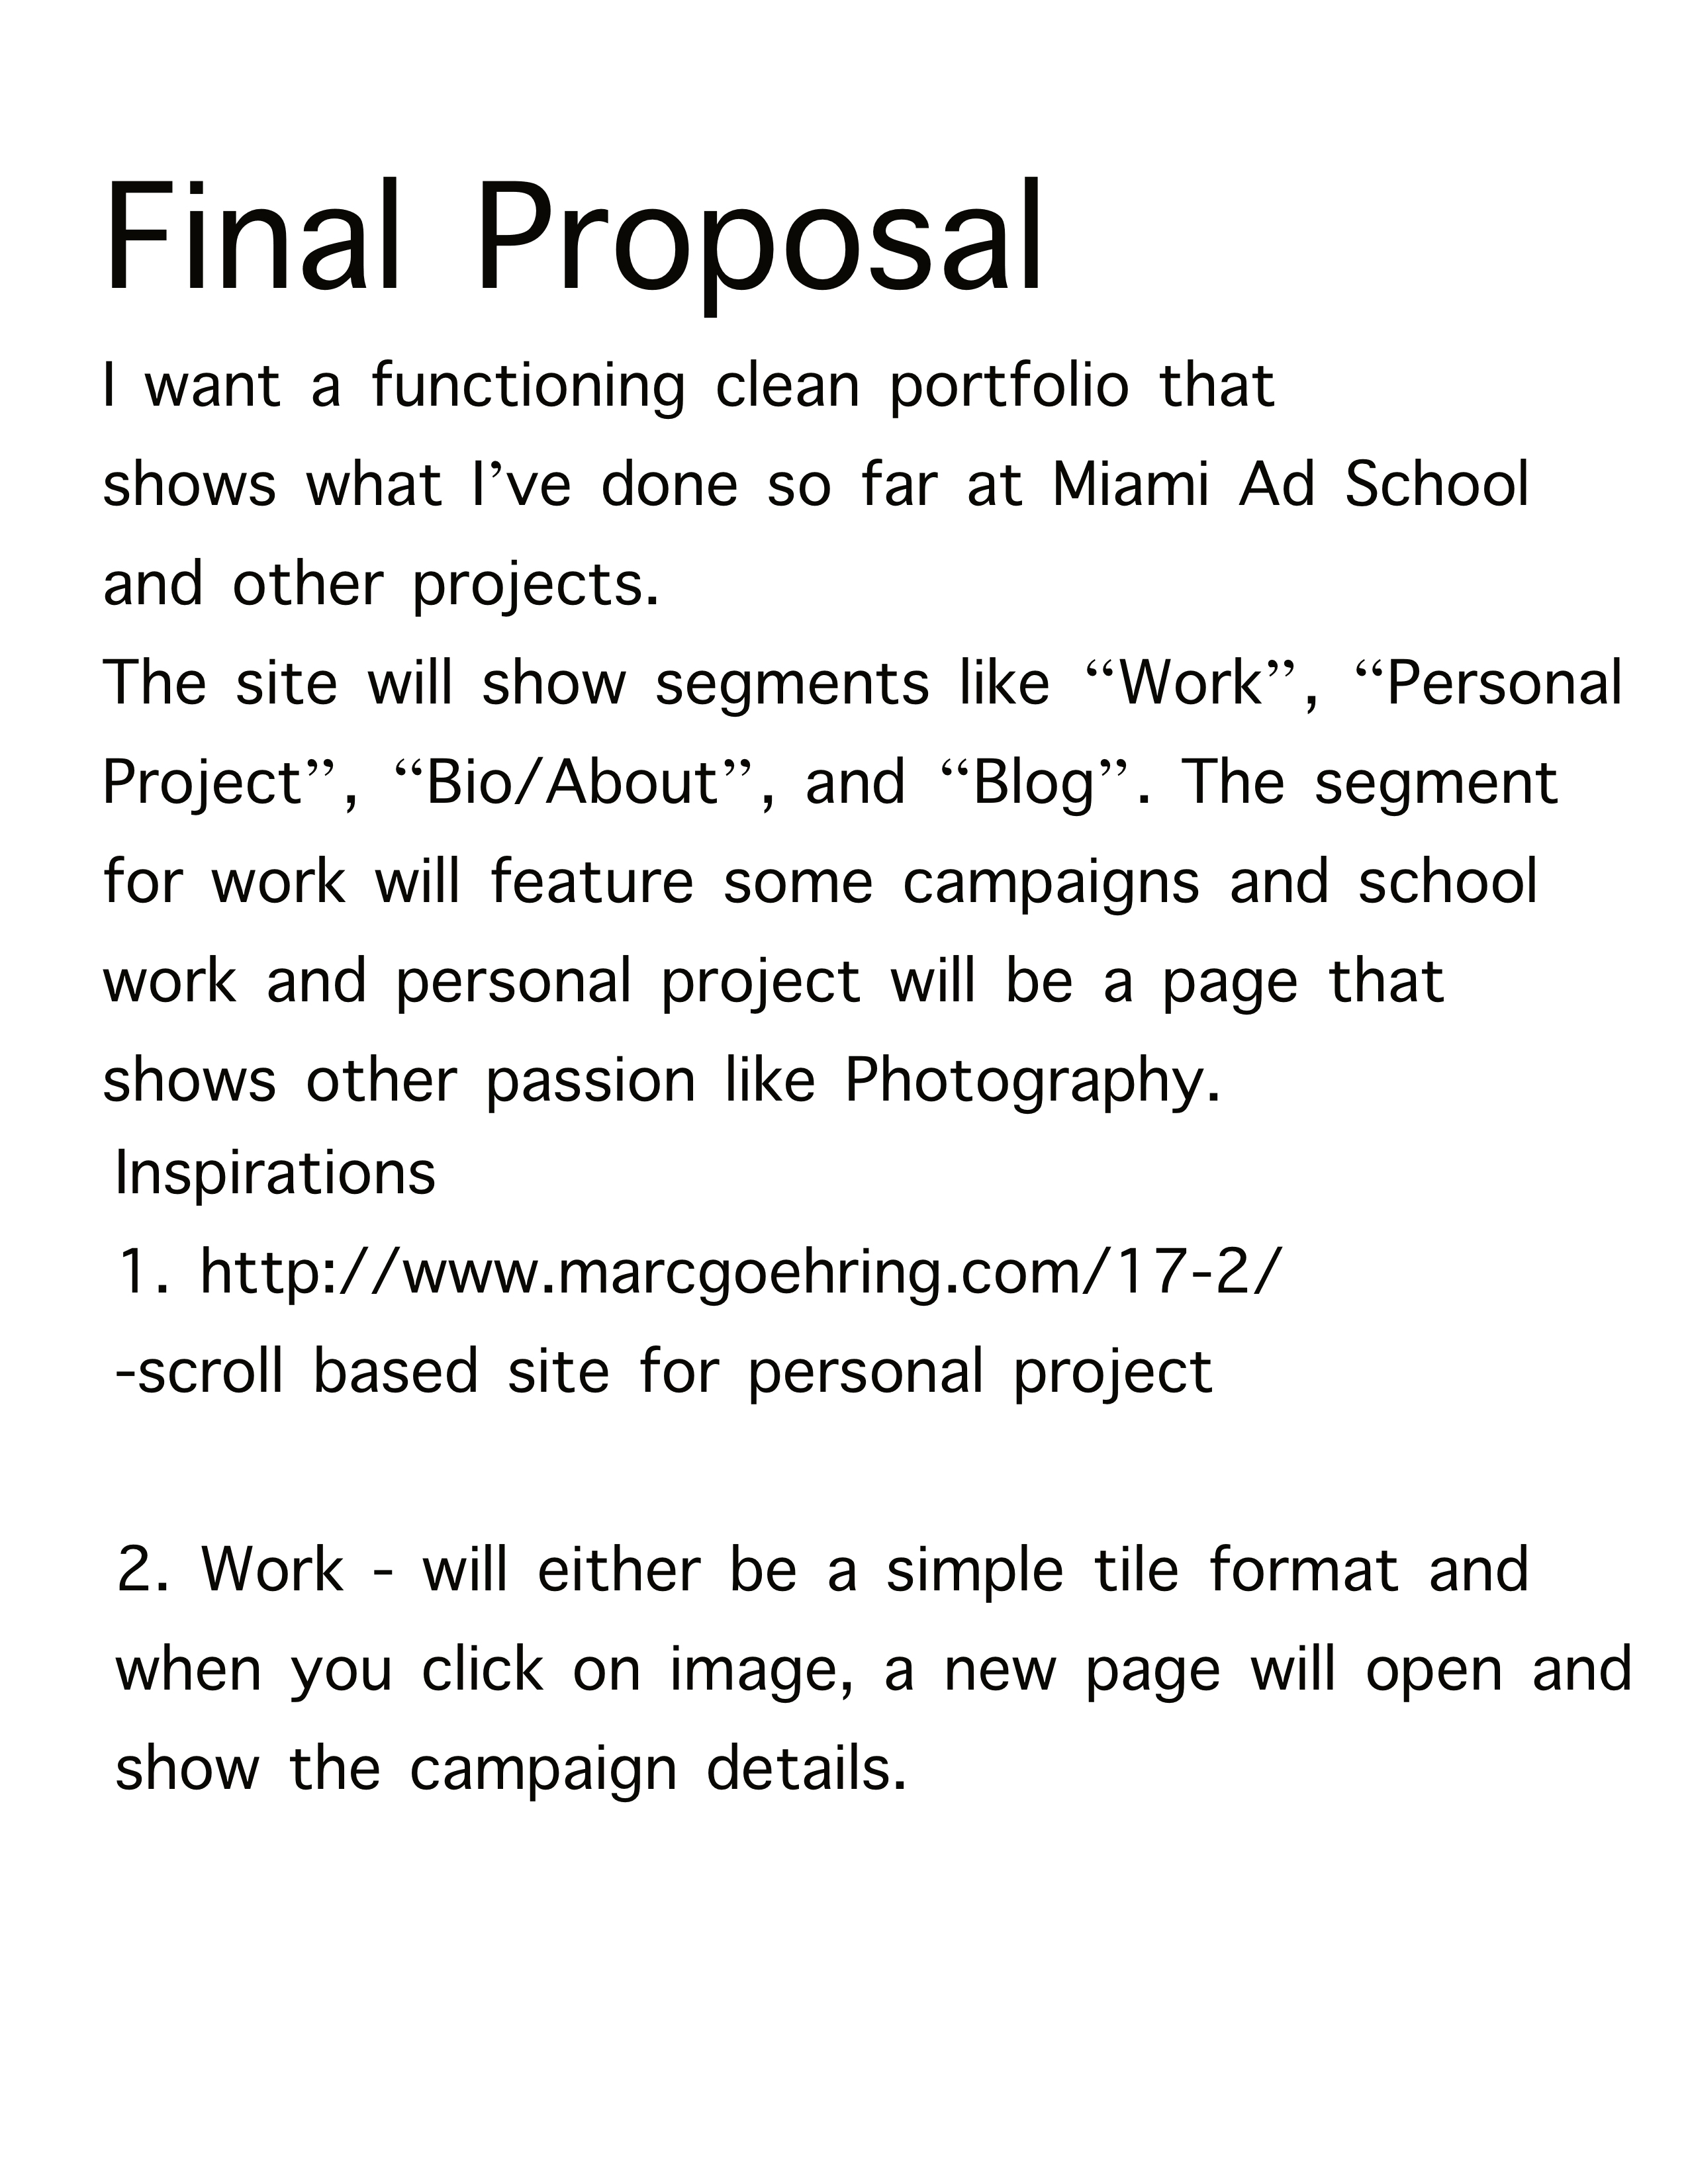 Final Proposal
I want a functioning clean portfolio that
shows what I’ve done so far at Miami Ad School
and other projects.
The site will show segments like “Work”, “Personal
Project”, “Bio/About”, and “Blog”. The segment
for work will feature some campaigns and school
work and personal project will be a page that
shows other passion like Photography.
Inspirations
1. http://www.marcgoehring.com/17-2/
-scroll based site for personal project
2. Work - will either be a simple tile format and
when you click on image, a new page will open and
show the campaign details.